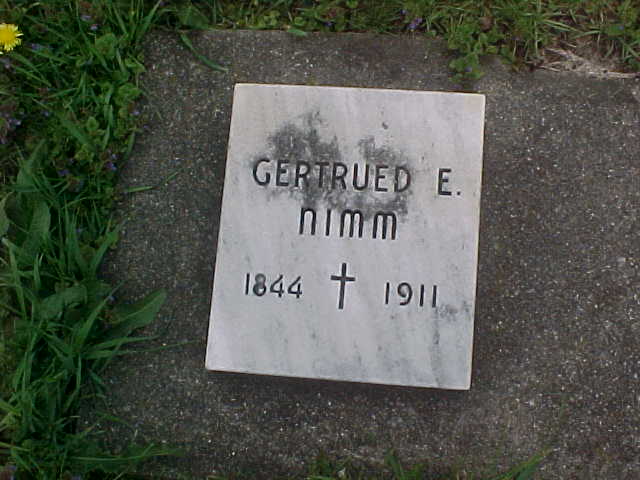 GERTRUED E.
nimm
1844 † 1911